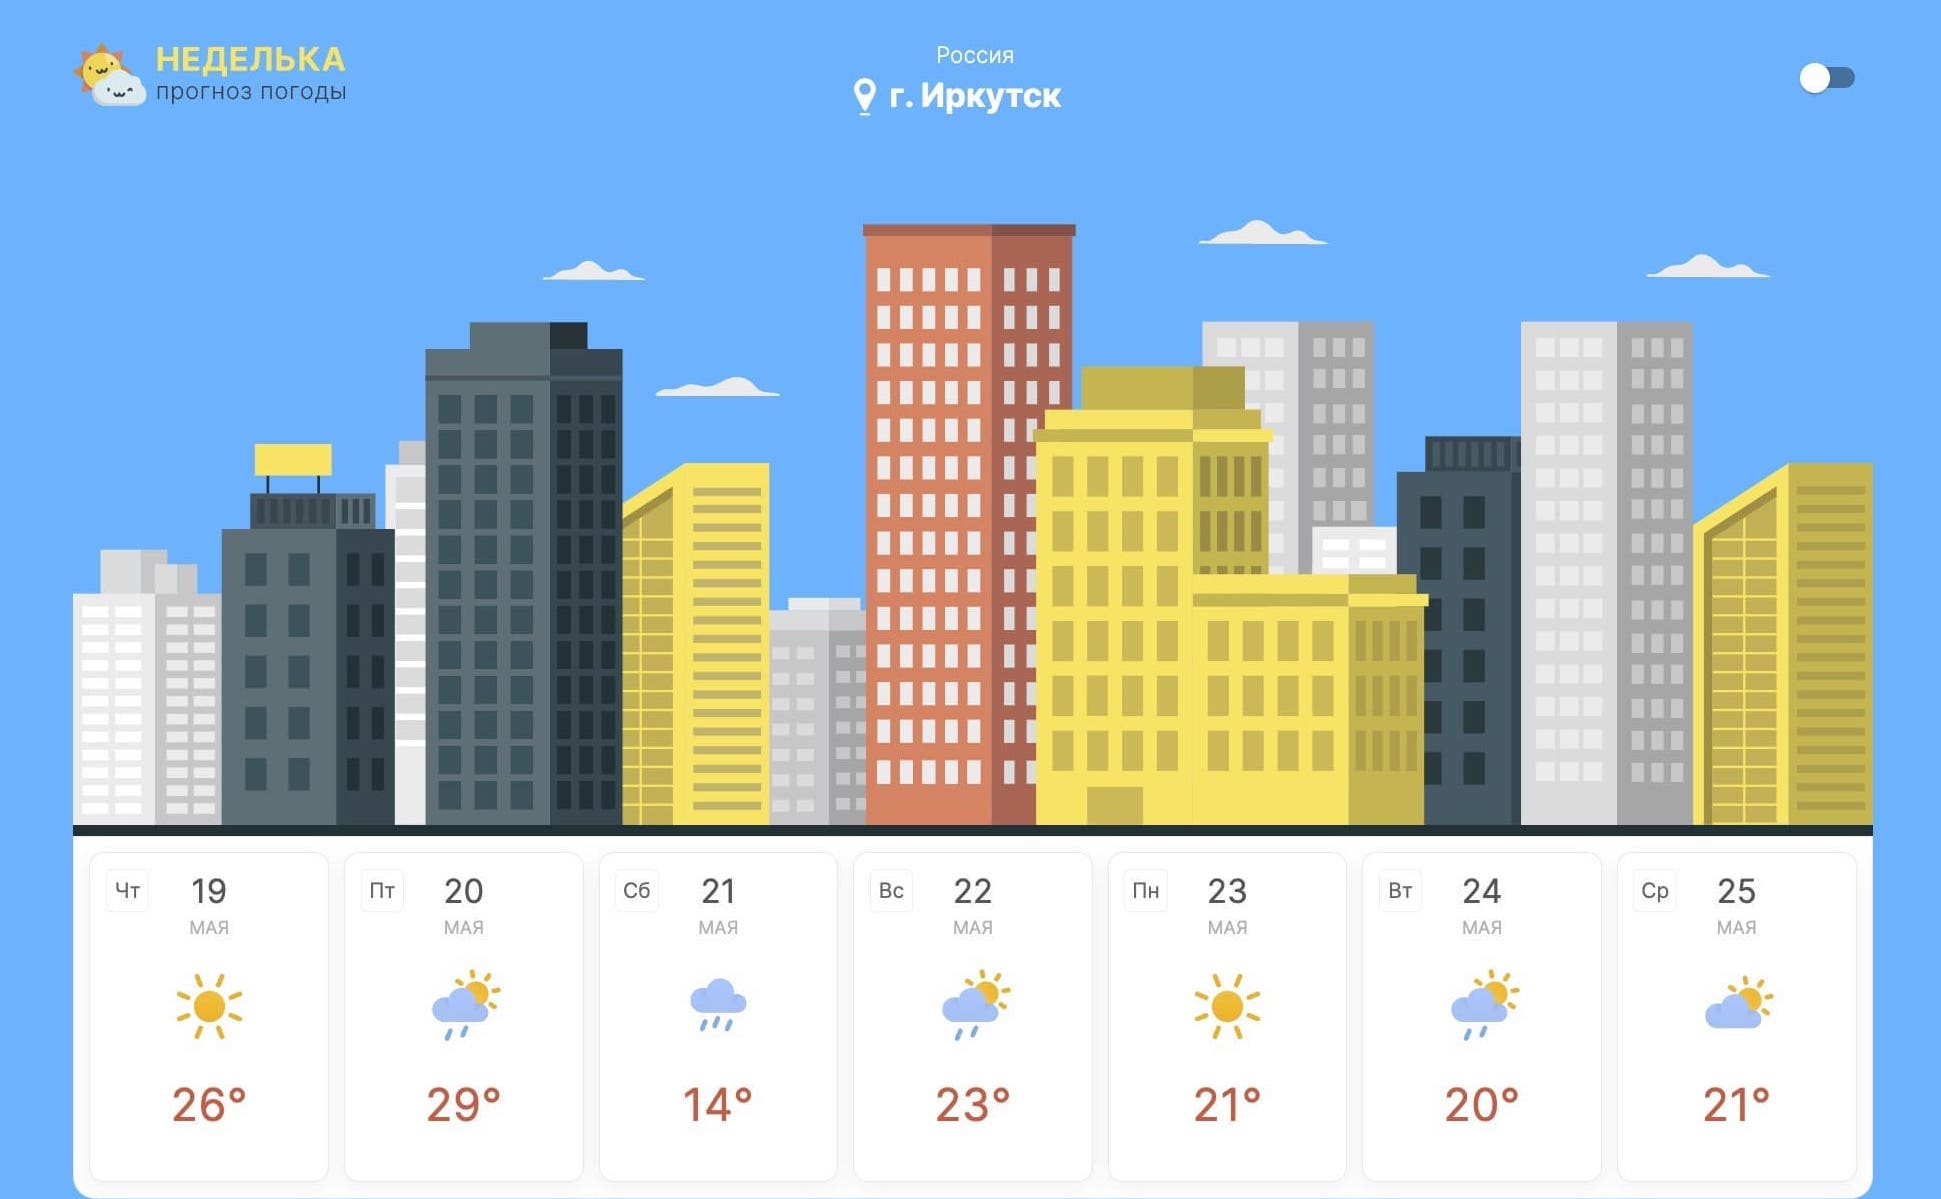 НЕДЕЛЬКА
прогноз погоды
Россия
г. Иркутск
Чт 19
МАЯ
26°
Пт 20
МАЯ
29°
Сб 21
МАЯ
14°
Вс 22
МАЯ
23°
Пн 23
МАЯ
21°
Вт 24
МАЯ
20°
Ср 25
МАЯ
21°